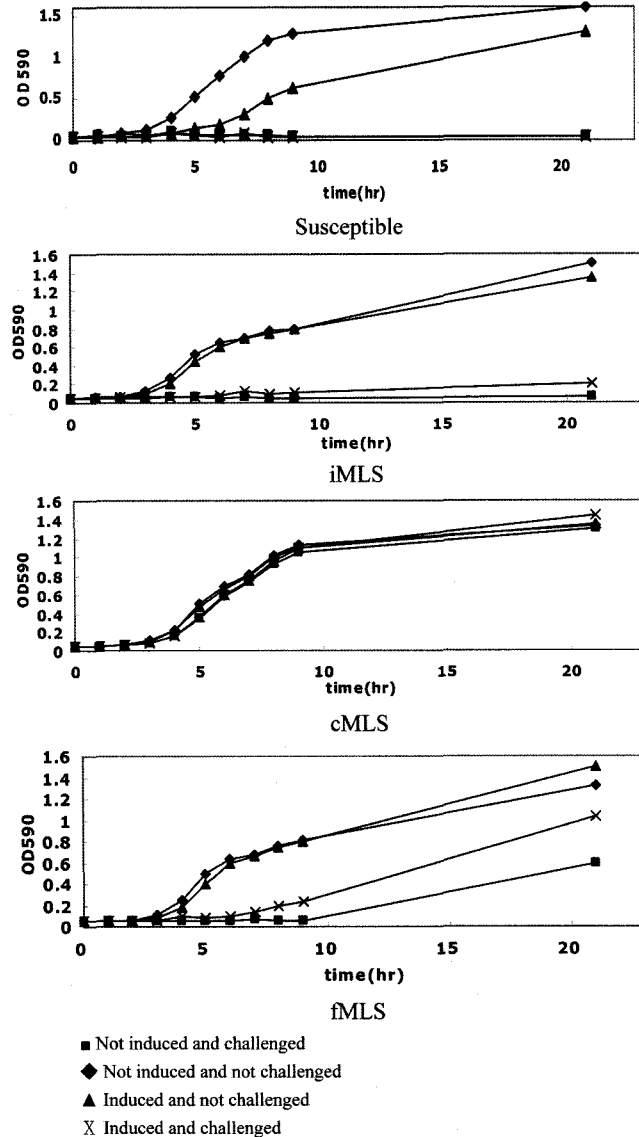 1.5
1
0.5
0
OD590
0 5 10 15 20
time(hr)
Susceptible
1.6
1.4
1.2
1
0.8
0.6
0.4
0.2
0
OD590
0 5 10 15 20
time(hr)
iMLS
1.6
1.4
1.2
1
0.8
0.6
0.4
0.2
0
OD590
0 5 10 15 20
time(hr)
cMLS
1.6
1.4
1.2
1
0.8
0.6
0.4
0.2
0
OD590
0 5 10 15 20
time(hr)
fMLS
Not induced and challenged
Not induced and not challenged
Induced and not challenged
Induced and challenged